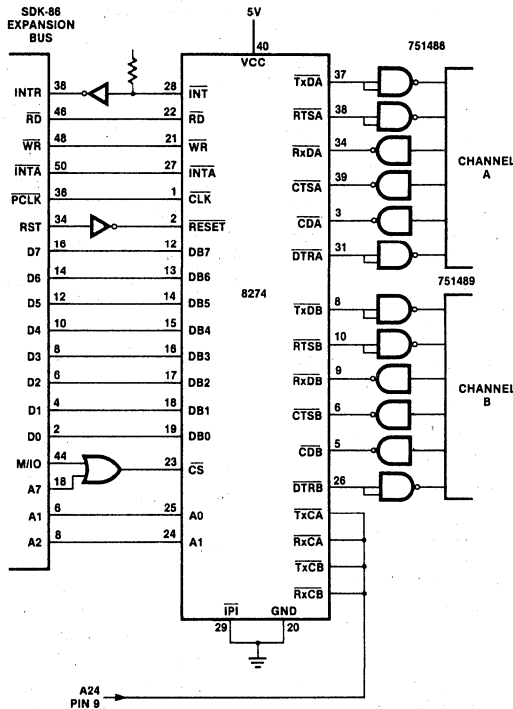 SDK-86
EXPANSION
BUS
5V
40
VCC
751488
INTR 38 28 INT
RD 46 22 RD
WR 48 21 WR
INTA 50 27 INTA
PCLK 36 1 CLK
RST 34 2 RESET
D7 16 12 DB7
D6 14 13 DB6
D5 12 14 DB5
D4 10 15 DB4
D3 8 16 DB3
D2 6 17 DB2
D1 4 18 DB1
D0 2 19 DB0
M/IO 44 23 CS
A7 18
A1 6 25 A0
A2 8 24 A1
8274
TxDA 37
RTSA 38
RxDA 34
CTSA 39
CDA 3
DTRA 31
CHANNEL
A
751489
TxDB 8
RTSB 10
RxDB 9
CTSB 6
CDB 5
DTRB 26
CHANNEL
B
TxCA
RxCA
TxCB
RxCB
IPI GND
29 20
A24
PIN 9